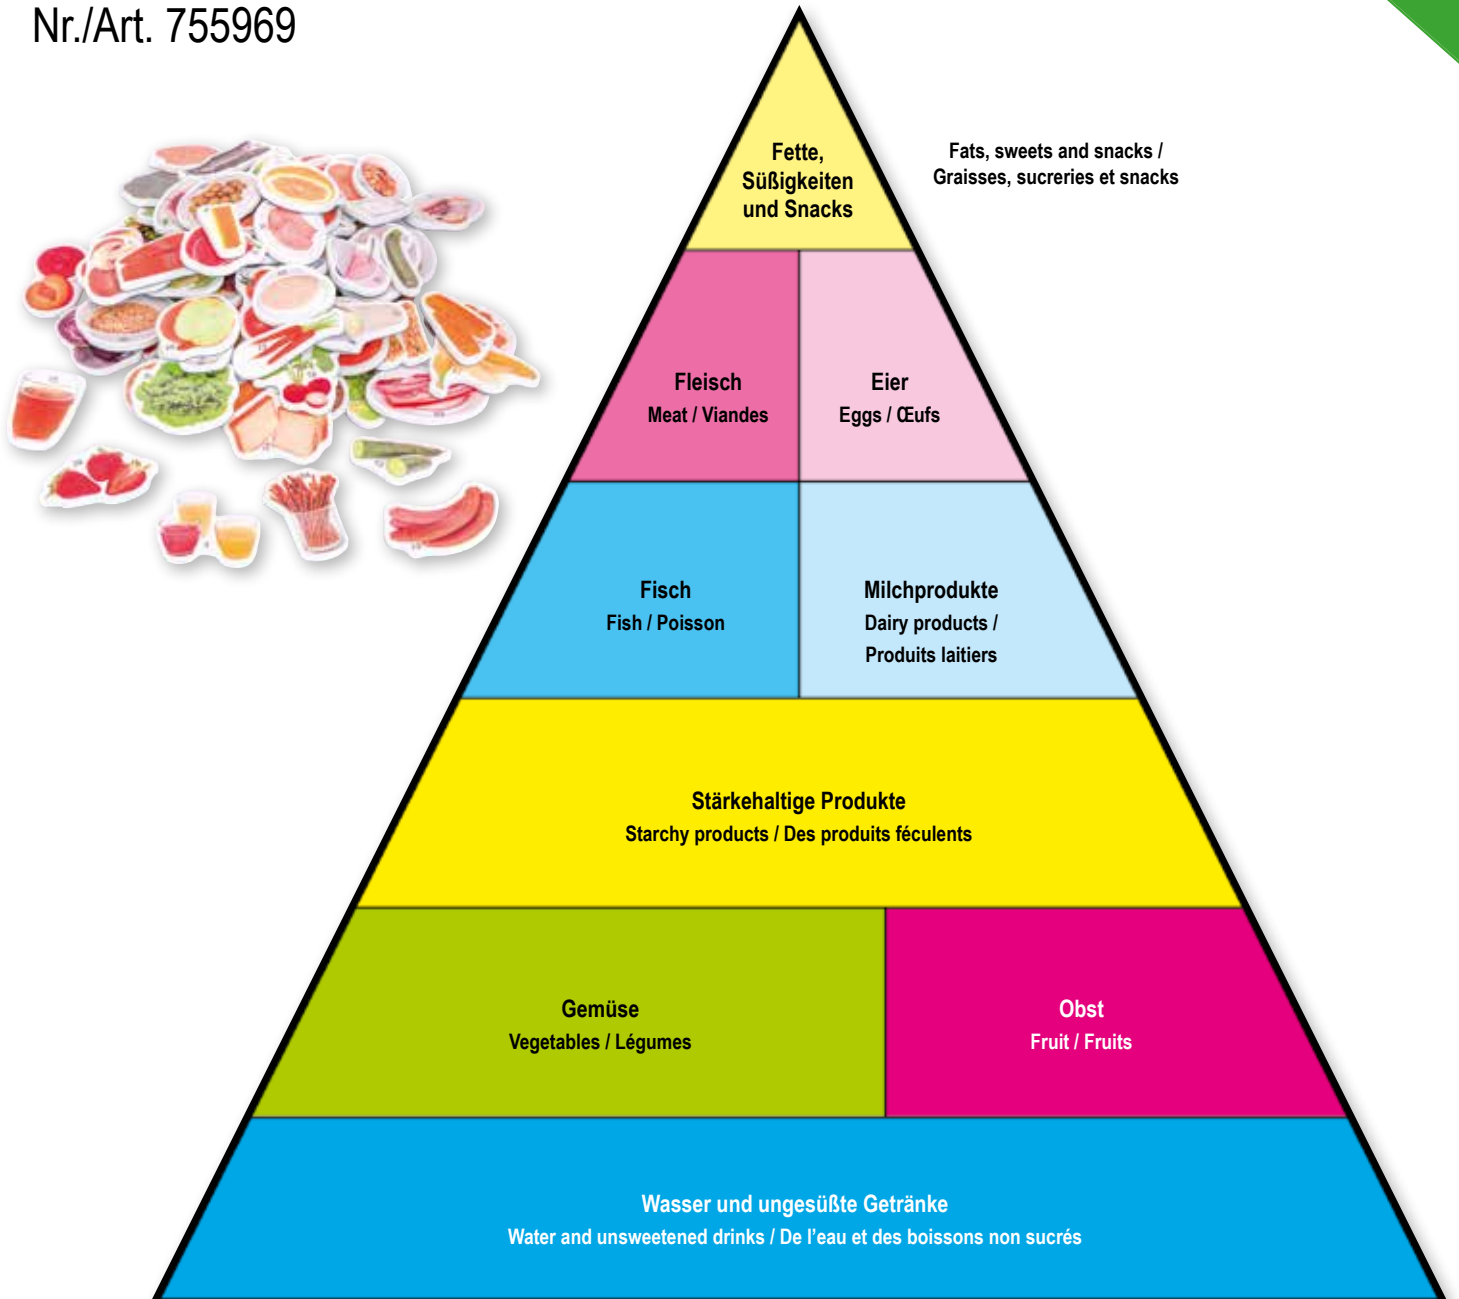 Nr./Art. 755969
Fette,
Süßigkeiten
und Snacks
Fats, sweets and snacks /
Graisses, sucreries et snacks
Fleisch
Meat / Viandes
Eier
Eggs / Œufs
Fisch
Fish / Poisson
Milchprodukte
Dairy products /
Produits laitiers
Stärkehaltige Produkte
Starchy products / Des produits féculents
Gemüse
Vegetables / Légumes
Obst
Fruit / Fruits
Wasser und ungesüßte Getränke
Water and unsweetened drinks / De l’eau et des boissons non sucrés